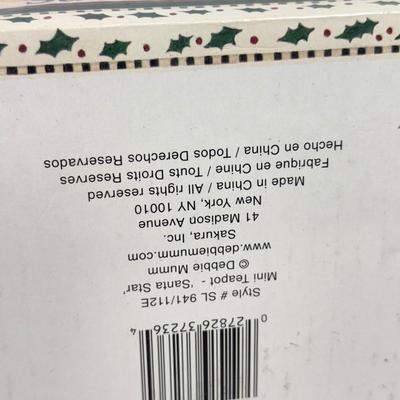 0 27826 37236 4
Style # SL 941/112E
Mini Teapot - 'Santa Star'
© Debbie Mumm
www.debbiemumm.com
Sakura, Inc.
41 Madison Avenue
New York, NY 10010
Made in China / All rights reserved
Fabrique en Chine / Touts Droits Reserves
Hecho en China / Todos Derechos Reservados